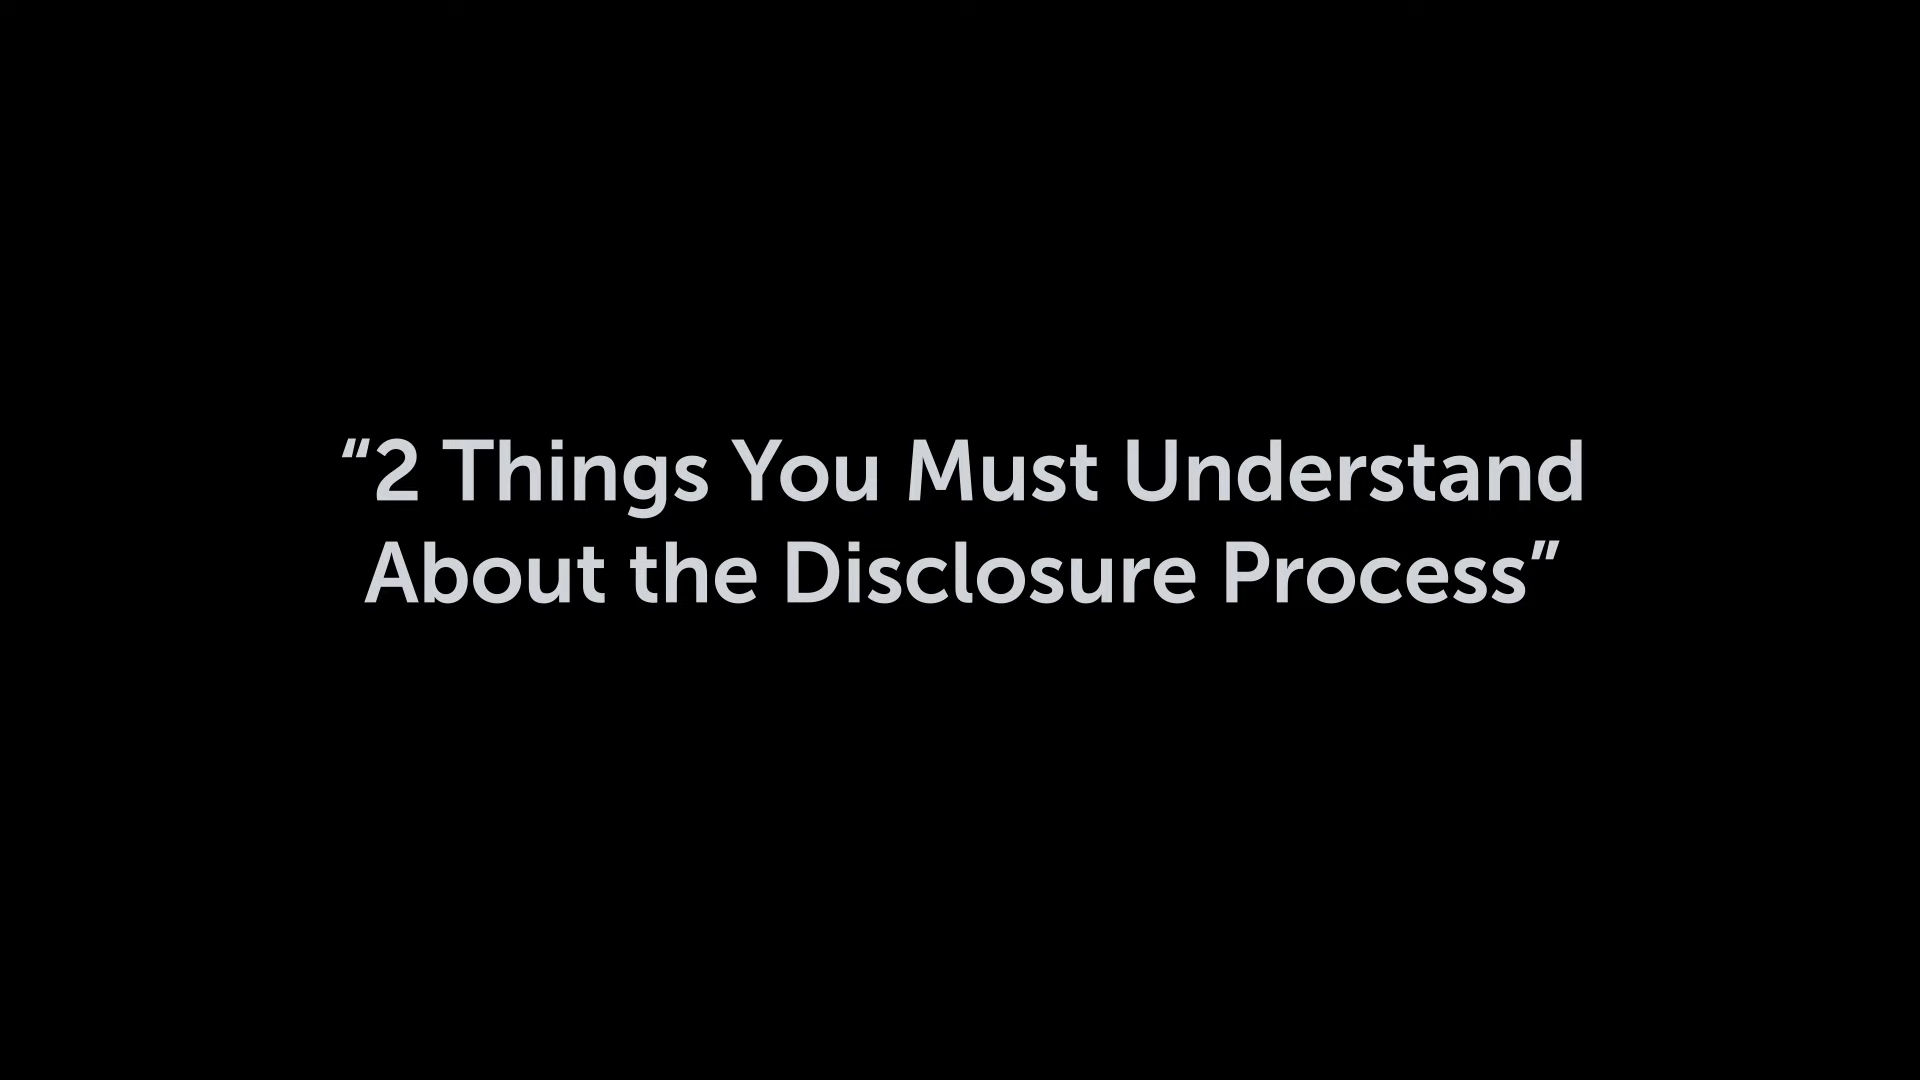 “2 Things You Must Understand
About the Disclosure Process”